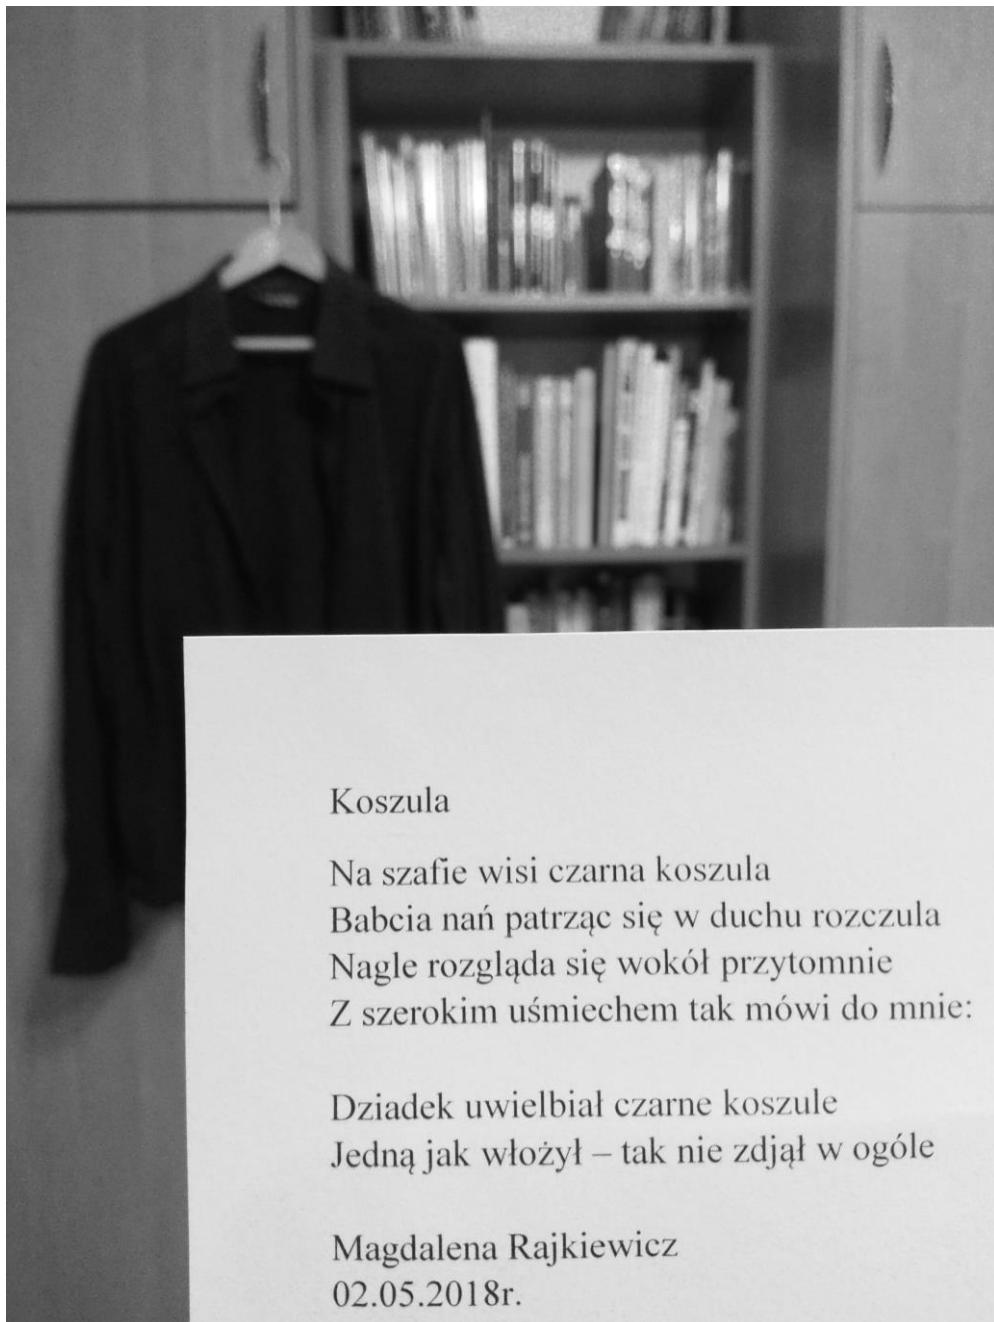 Koszula
Na szafie wisi czarna koszula
Babcia nań patrząc się w duchu rozczula
Nagle rozgląda się wokół przytomnie
Z szerokim uśmiechem tak mówi do mnie:
Dziadek uwielbiał czarne koszule
Jedną jak włożył – tak nie zdjął w ogóle
Magdalena Rajkiewicz
02.05.2018r.